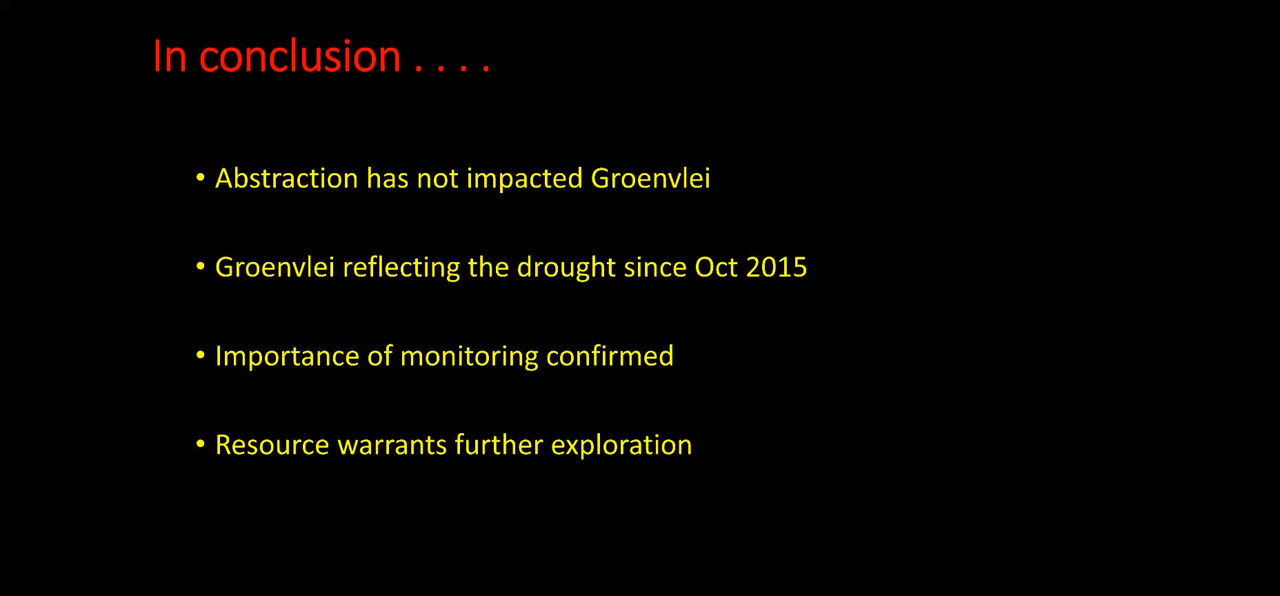 In conclusion . . . .
• Abstraction has not impacted Groenvlei
• Groenvlei reflecting the drought since Oct 2015
• Importance of monitoring confirmed
• Resource warrants further exploration